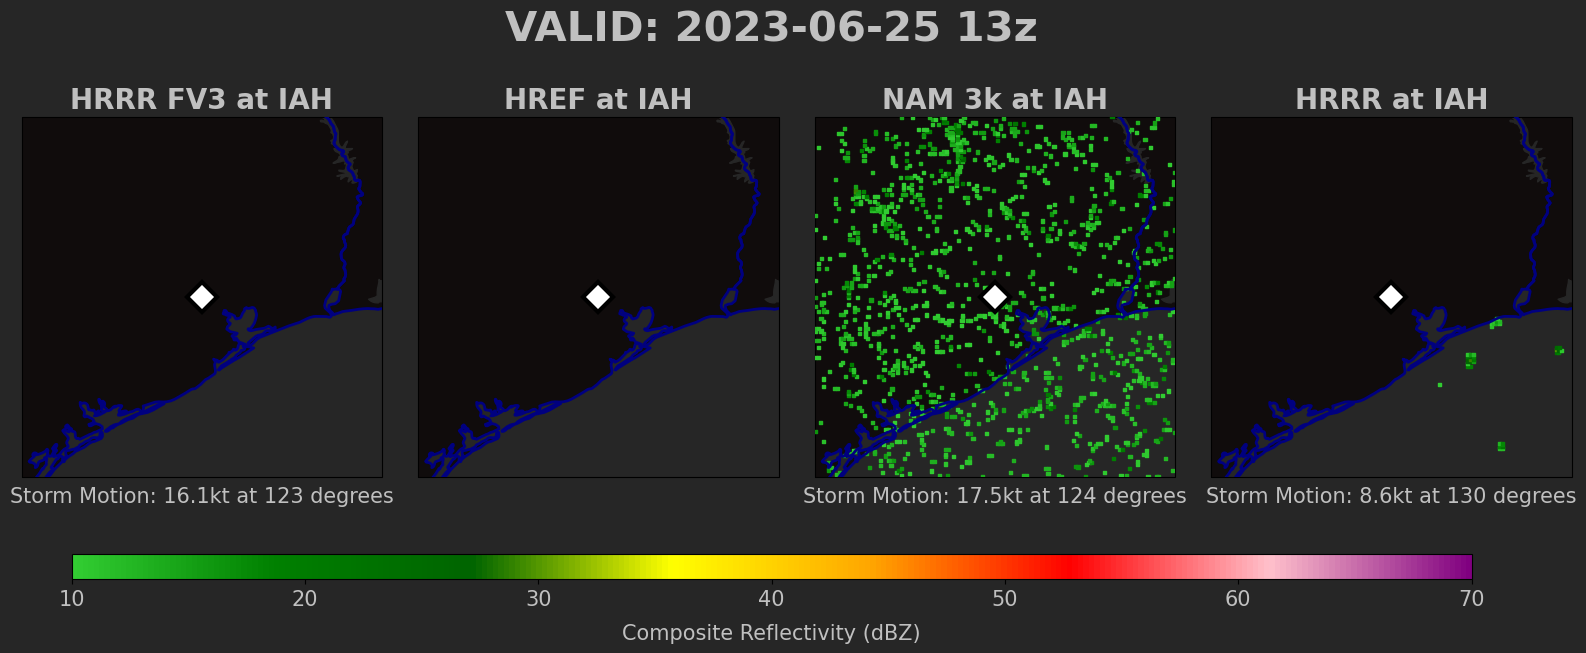 VALID: 2023-06-25 13z
HRRR FV3 at IAH
HREF at IAH
NAM 3k at IAH
HRRR at IAH
Storm Motion: 16.1kt at 123 degrees
Storm Motion: 17.5kt at 124 degrees
Storm Motion: 8.6kt at 130 degrees
10 20 30 40 50 60 70
Composite Reflectivity (dBZ)